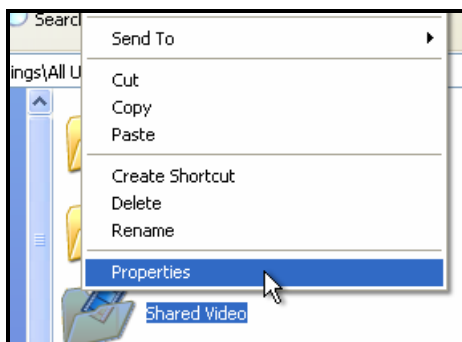 Searc
Send To
ings\All U
Cut
Copy
Paste
Create Shortcut
Delete
Rename
Properties
Shared Video